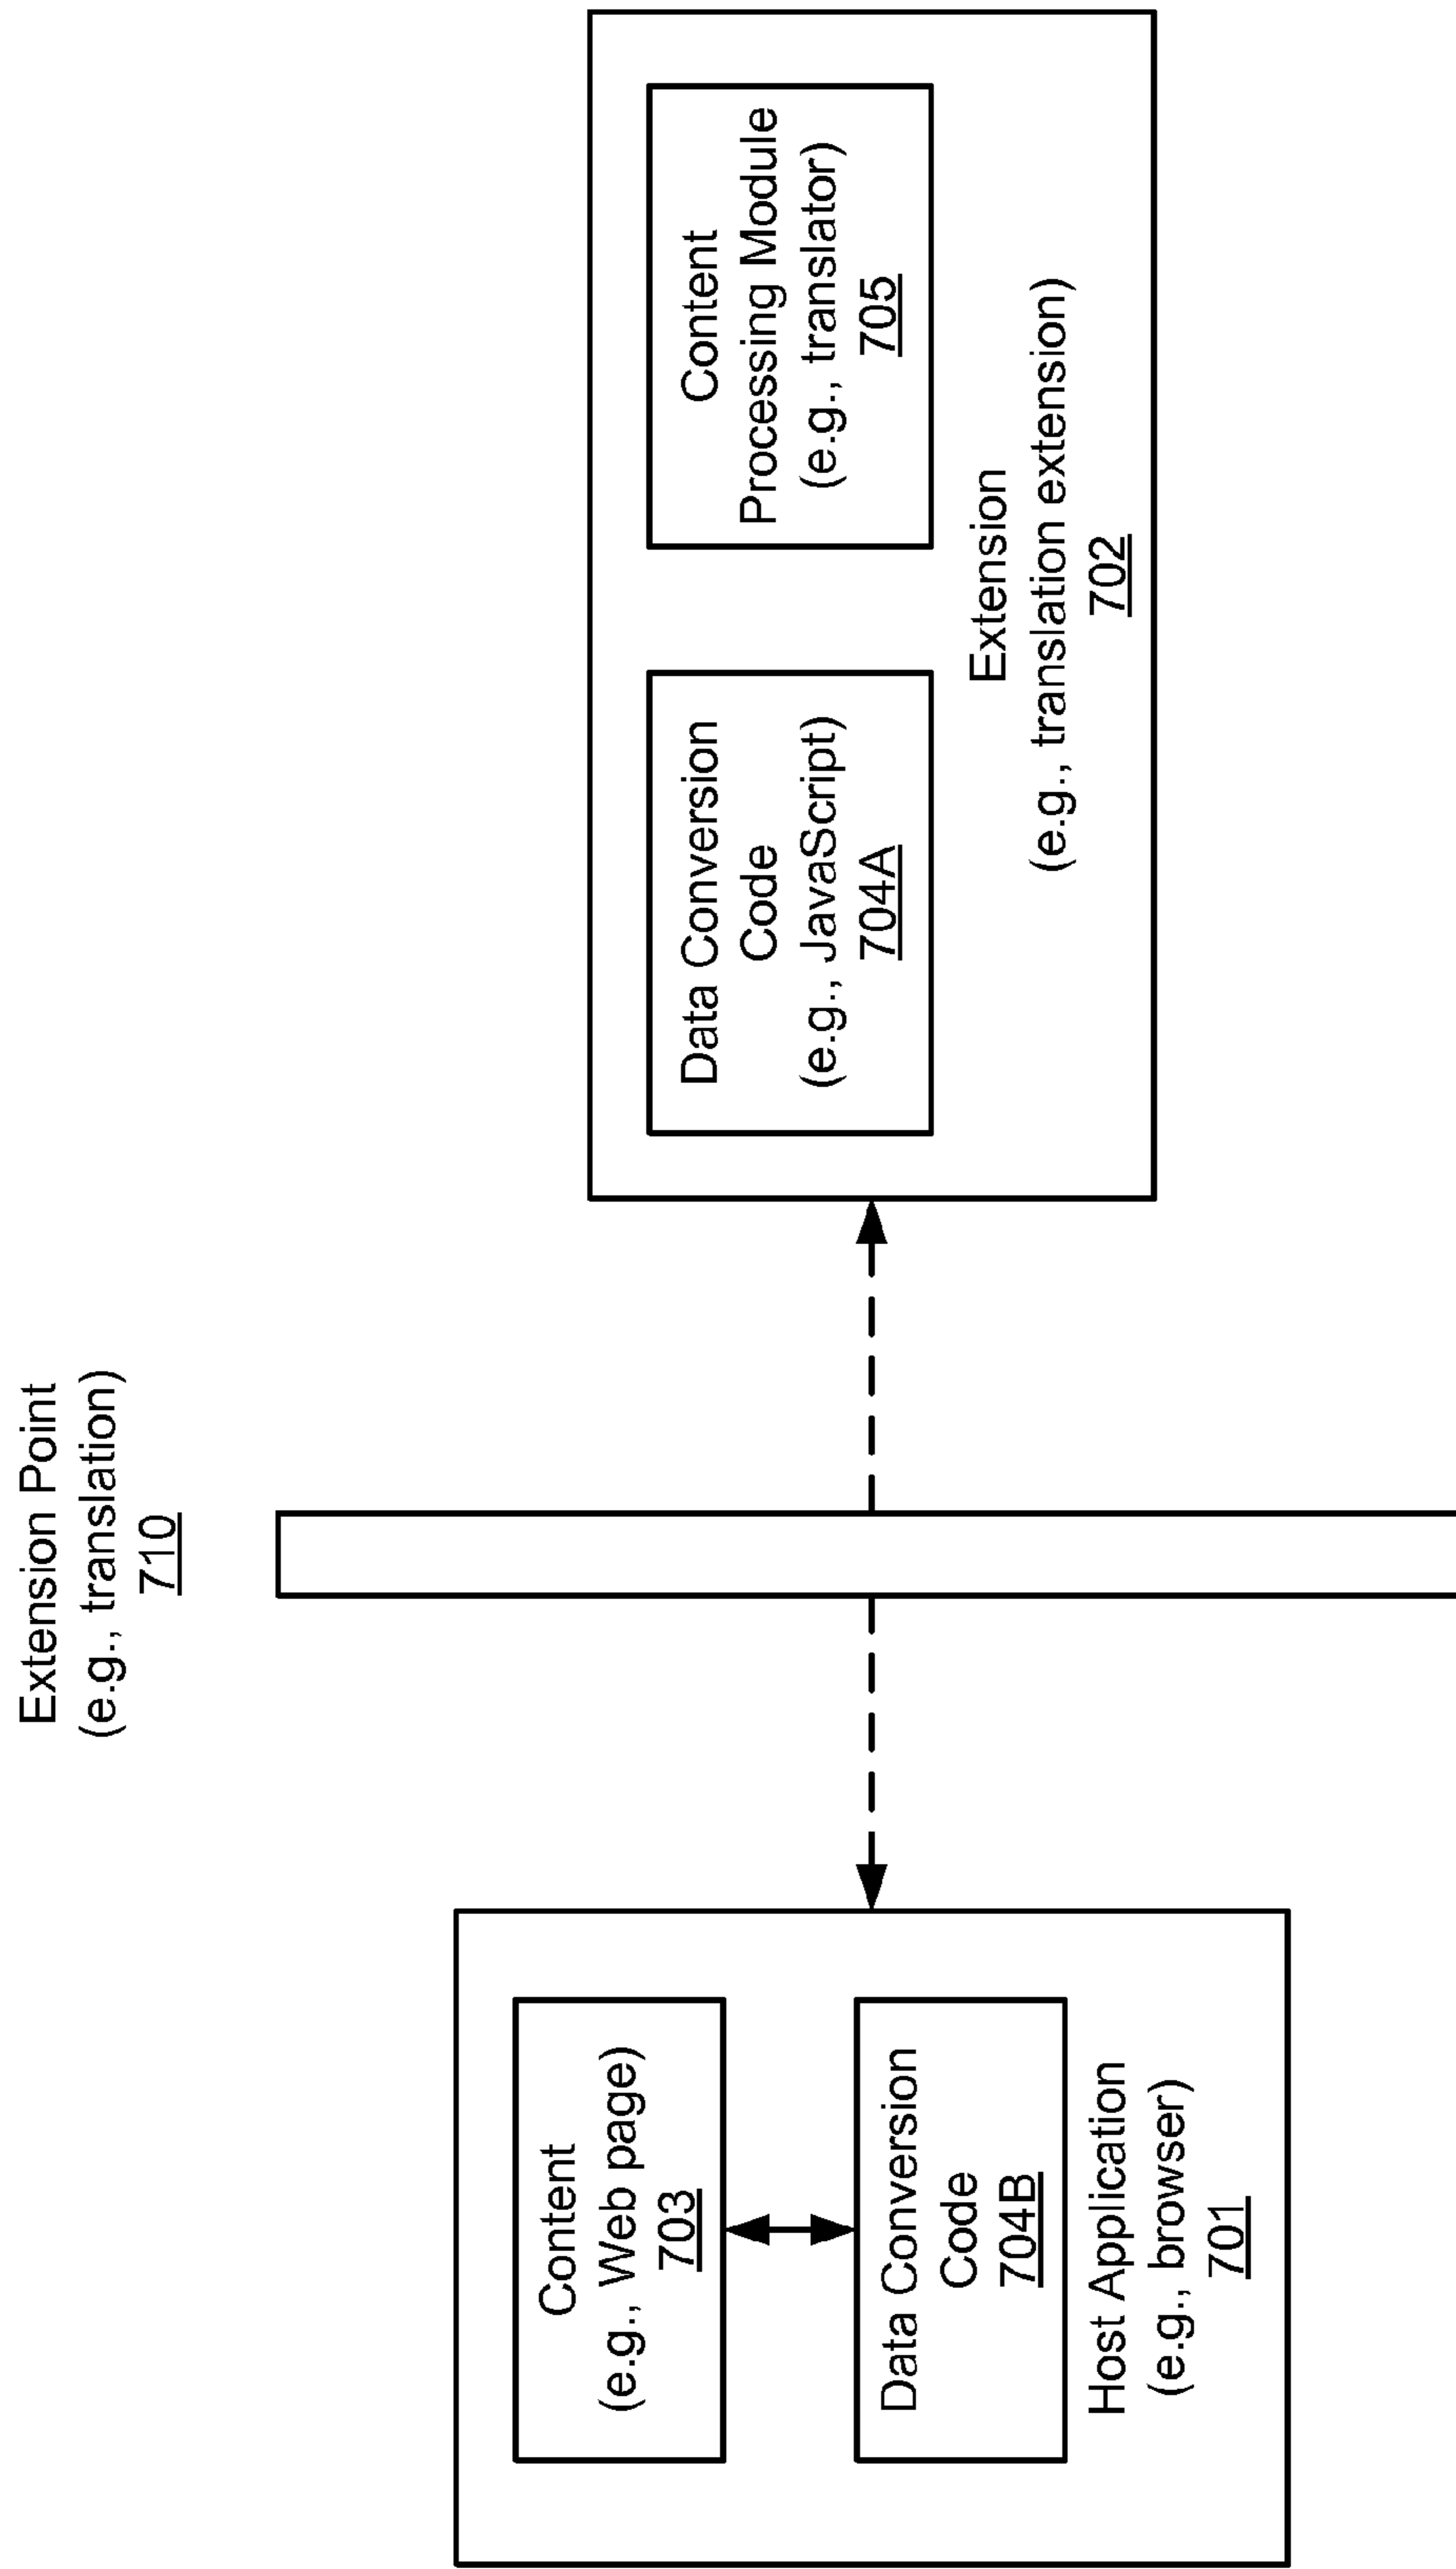 Extension Point
(e.g., translation)
710
Content
(e.g., Web page)
703
Data Conversion
Code
704B
Host Application
(e.g., browser)
701
Data Conversion
Code
(e.g., JavaScript)
704A
Content
Processing Module
(e.g., translator)
705
Extension
(e.g., translation extension)
702